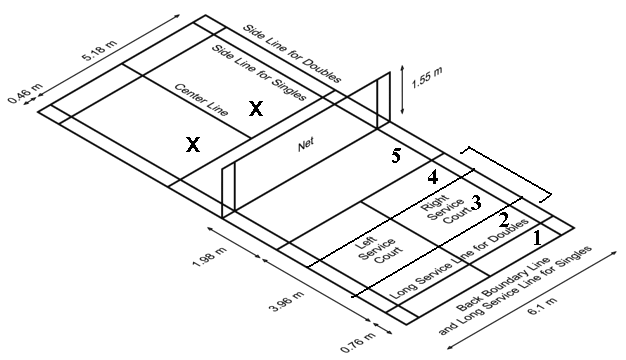 5.18 m
0.46 m
Side Line for Doubles
Side Line for Singles
Center Line
X
X
Net
1.55 m
5
4
3
2
1
Right
Service
Court
Left
Service
Court
Long Service Line for Doubles
Back Boundary Line
and Long Service Line for Singles
1.98 m
3.96 m
0.76 m
6.1 m